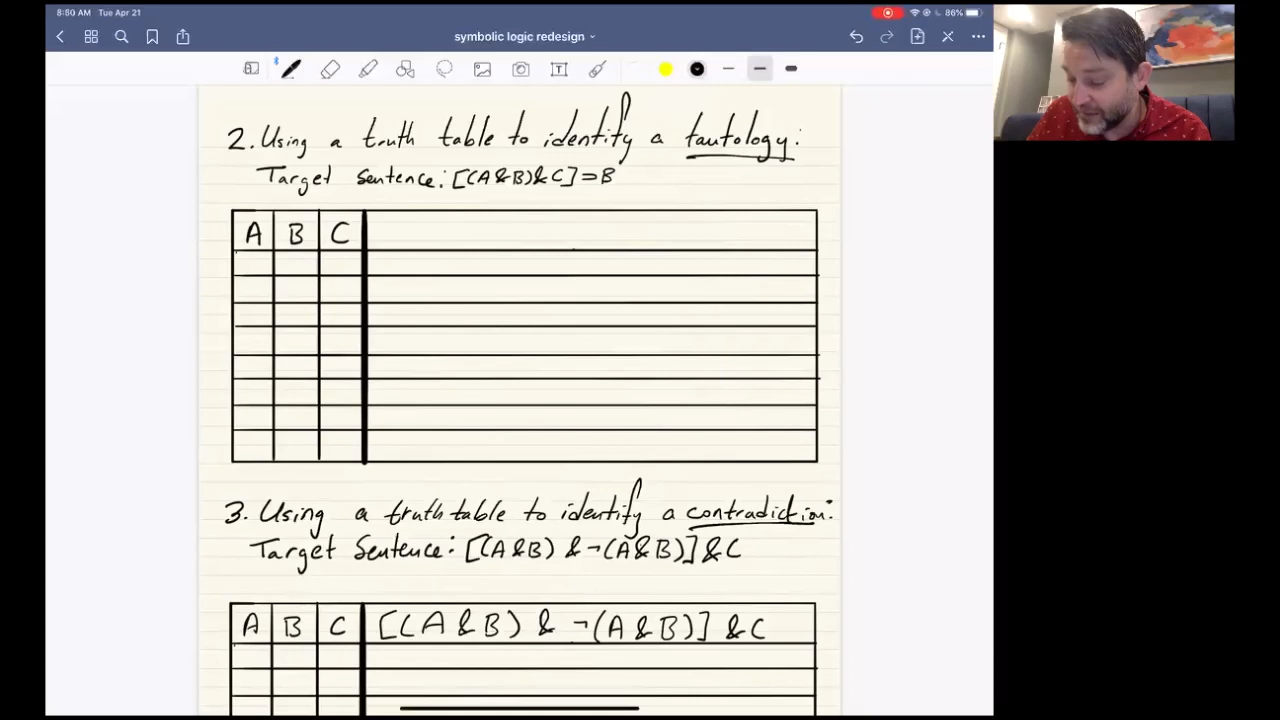 8:50 AM Tue Apr 21
86%
symbolic logic redesign
2. Using a truth table to identify a tautology:
Target Sentence: [(A&B)&C]=B
A B C
3. Using a truth table to identify a contradiction:
Target Sentence: [(A&B) & ¬(A&B)] & C
A B C [(A&B) & ¬(A&B)] & C